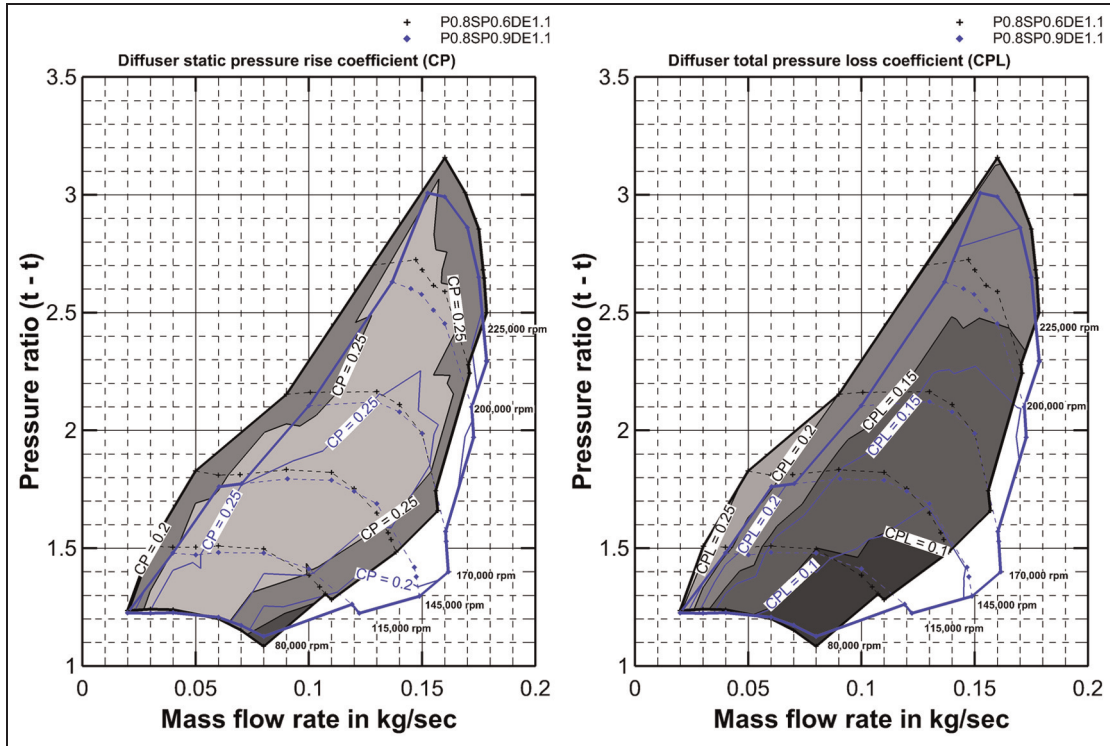 P0.8SP0.6DE1.1
P0.8SP0.9DE1.1
Diffuser static pressure rise coefficient (CP)
3.5
3
2.5
2
1.5
1
Pressure ratio (t - t)
0
0.05
0.1
0.15
0.2
Mass flow rate in kg/sec
CP = 0.25
CP = 0.25
CP = 0.25
CP = 0.25
CP = 0.2
CP = 0.25
CP = 0.2
225,000 rpm
200,000 rpm
170,000 rpm
145,000 rpm
115,000 rpm
80,000 rpm
P0.8SP0.6DE1.1
P0.8SP0.9DE1.1
Diffuser total pressure loss coefficient (CPL)
3.5
3
2.5
2
1.5
1
Pressure ratio (t - t)
0
0.05
0.1
0.15
0.2
Mass flow rate in kg/sec
CPL = 0.15
CPL = 0.15
CPL = 0.2
CPL = 0.2
CPL = 0.25
CPL = 0.1
CPL = 0.1
225,000 rpm
200,000 rpm
170,000 rpm
145,000 rpm
115,000 rpm
80,000 rpm